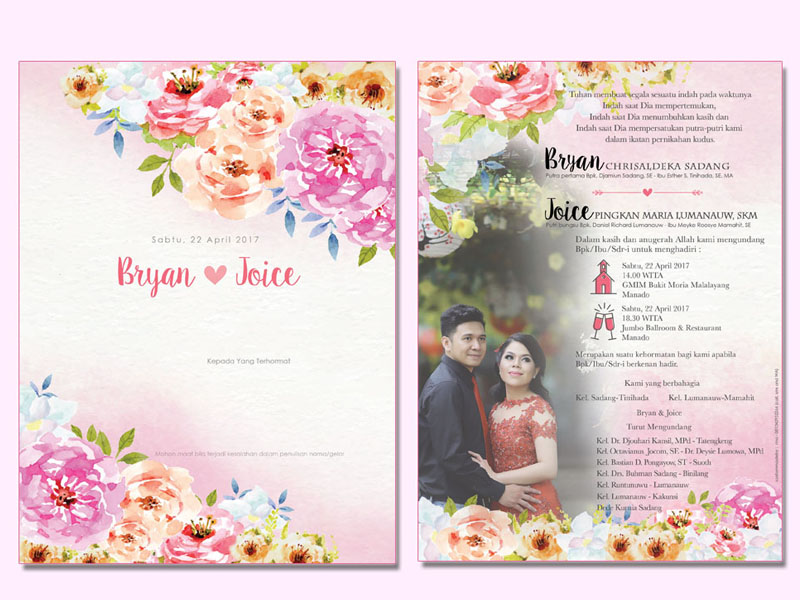 Sabtu, 22 April 2017
Bryan Joice
Kepada Yang Terhormat
Mohon maaf bila terjadi kesalahan dalam penulisan nama/gelar
Tuhan membuat segala sesuatu indah pada waktunya
Indah saat Dia mempertemukan,
Indah saat Dia menumbuhkan kasih dan
Indah saat Dia mempersatukan putra-putri kami
dalam ikatan pernikahan kudus.
Bryan CHRISALDEKA SADANG
Putra pertama Bpk. Djamiun Sadang, SE - Ibu Esther S. Tinihada, SE, MA
Joice PINGKAN MARIA LUMANAUW, SKM
Putri bungsu Bpk. Daniel Richard Lumanauw - Ibu Meyke Roosye Mamahit, SE
Dalam kasih dan anugerah Allah kami mengundang
Bpk/Ibu/Sdr-i untuk menghadiri :
Sabtu, 22 April 2017
14.00 WITA
GMIM Bukit Moria Malalayang
Manado
Sabtu, 22 April 2017
18.30 WITA
Jumbo Ballroom & Restaurant
Manado
Merupakan suatu kehormatan bagi kami apabila
Bpk/Ibu/Sdr-i berkenan hadir.
Kami yang berbahagia
Kel. Sadang-Tinihada Kel. Lumanauw-Mamahit
Bryan & Joice
Turut Mengundang
Kel. Dr. Djouhari Kansil, MPd - Tatengkeng
Kel. Octavianus Jocom, SE - Dr. Deysie Lumowa, MPd
Kel. Bastian D. Pongayow, ST - Suoth
Kel. Drs. Buhman Sadang - Binilang
Kel. Runtunuwu - Lumanauw
Kel. Lumanauw - Kakunsi
Dede Kurnia Sadang